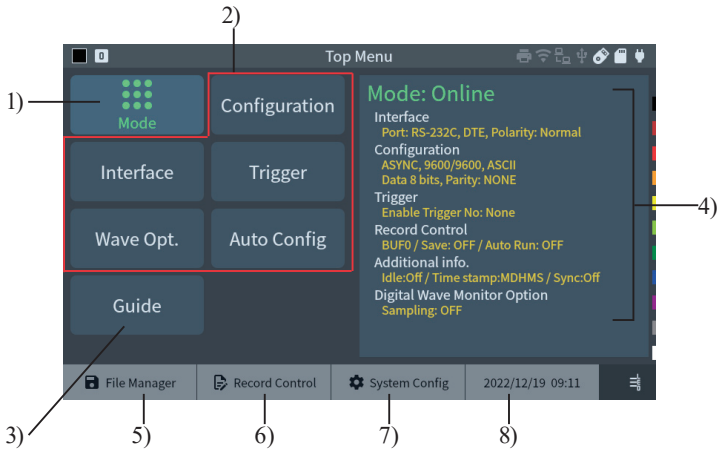 2)
0 Top Menu
1)
Mode
Configuration
Interface
Trigger
Wave Opt.
Auto Config
Guide
Mode: Online
Interface
Port: RS-232C, DTE, Polarity: Normal
Configuration
ASYNC, 9600/9600, ASCII
Data 8 bits, Parity: NONE
Trigger
Enable Trigger No: None
Record Control
BUF0 / Save: OFF / Auto Run: OFF
Additional info.
Idle:Off / Time stamp:MDHMS / Sync:Off
Digital Wave Monitor Option
Sampling: OFF
4)
File Manager
Record Control
System Config
2022/12/19 09:11
3)
5)
6)
7)
8)